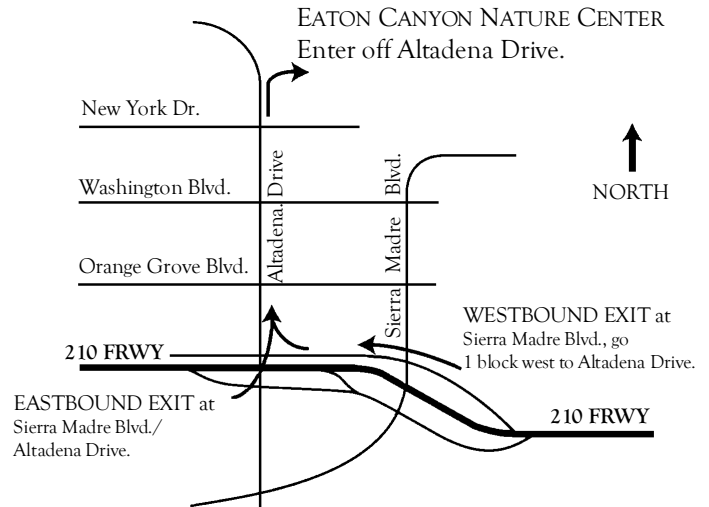 EATON CANYON NATURE CENTER
Enter off Altadena Drive.
New York Dr.
Washington Blvd.
Orange Grove Blvd.
Altadena. Drive
Sierra Madre Blvd.
NORTH
WESTBOUND EXIT at
Sierra Madre Blvd., go
1 block west to Altadena Drive.
210 FRWY
EASTBOUND EXIT at
Sierra Madre Blvd./
Altadena Drive.
210 FRWY